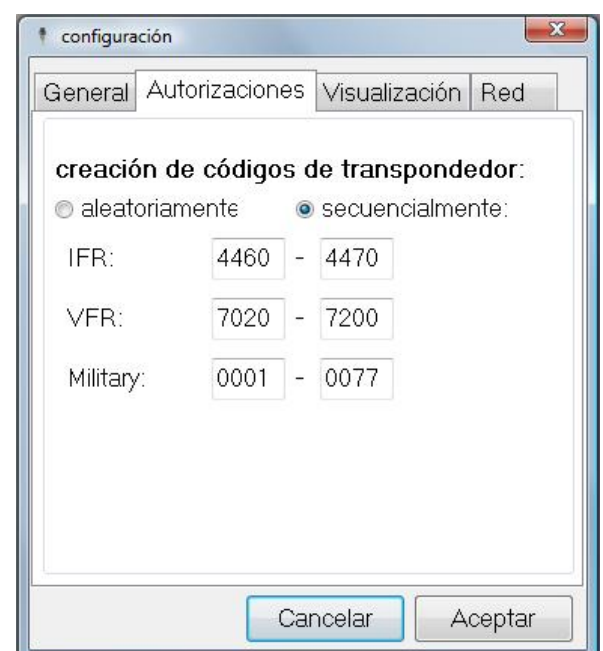 configuración
General Autorizaciones Visualización Red
creación de códigos de transpondedor:
aleatoriamente secuencialmente:
IFR: 4460 - 4470
VFR: 7020 - 7200
Military: 0001 - 0077
Cancelar Aceptar